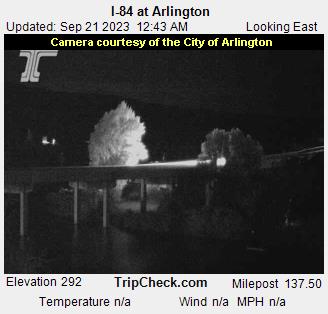 I-84 at Arlington
Updated: Sep 21 2023 12:43 AM Looking East
Camera courtesy of the City of Arlington
Elevation 292 TripCheck.com Milepost 137.50
Temperature n/a Wind n/a MPH n/a